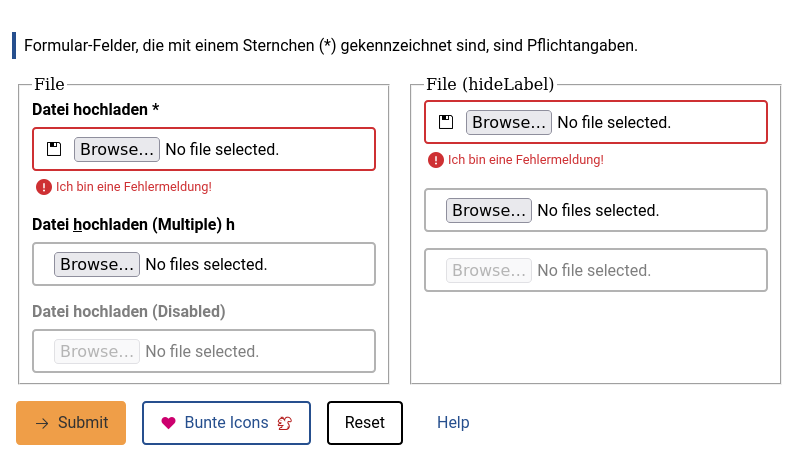 Formular-Felder, die mit einem Sternchen (*) gekennzeichnet sind, sind Pflichtangaben.
File
Datei hochladen *
Browse... No file selected.
Ich bin eine Fehlermeldung!
Datei hochladen (Multiple) h
Browse... No files selected.
Datei hochladen (Disabled)
Browse... No file selected.
File (hideLabel)
Browse... No file selected.
Ich bin eine Fehlermeldung!
Browse... No files selected.
Browse... No file selected.
Submit Bunte Icons Reset Help